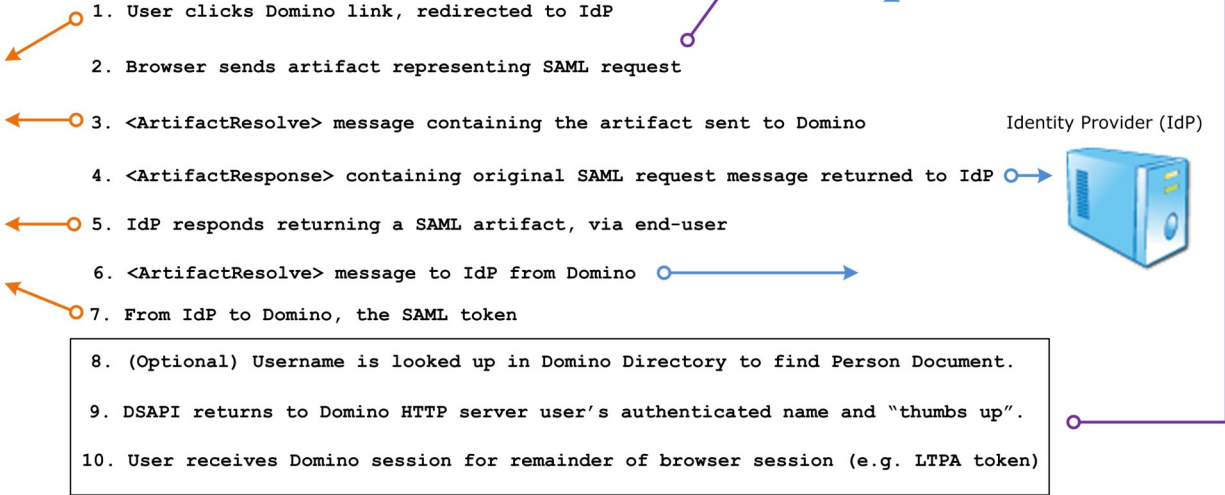 1. User clicks Domino link, redirected to IdP
2. Browser sends artifact representing SAML request
3. <ArtifactResolve> message containing the artifact sent to Domino
Identity Provider (IdP)
4. <ArtifactResponse> containing original SAML request message returned to IdP
5. IdP responds returning a SAML artifact, via end-user
6. <ArtifactResolve> message to IdP from Domino
7. From IdP to Domino, the SAML token
8. (Optional) Username is looked up in Domino Directory to find Person Document.
9. DSAPI returns to Domino HTTP server user’s authenticated name and “thumbs up”.
10. User receives Domino session for remainder of browser session (e.g. LTPA token)